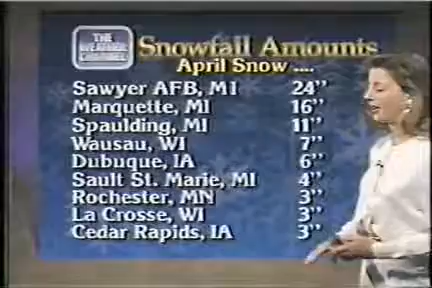 THE
WEATHER
CHANNEL
Snowfall Amounts
April Snow ....
Sawyer AFB, MI 24"
Marquette, MI 16"
Spaulding, MI 11"
Wausau, WI 7"
Dubuque, IA 6"
Sault St. Marie, MI 4"
Rochester, MN 3"
La Crosse, WI 3"
Cedar Rapids, IA 3"